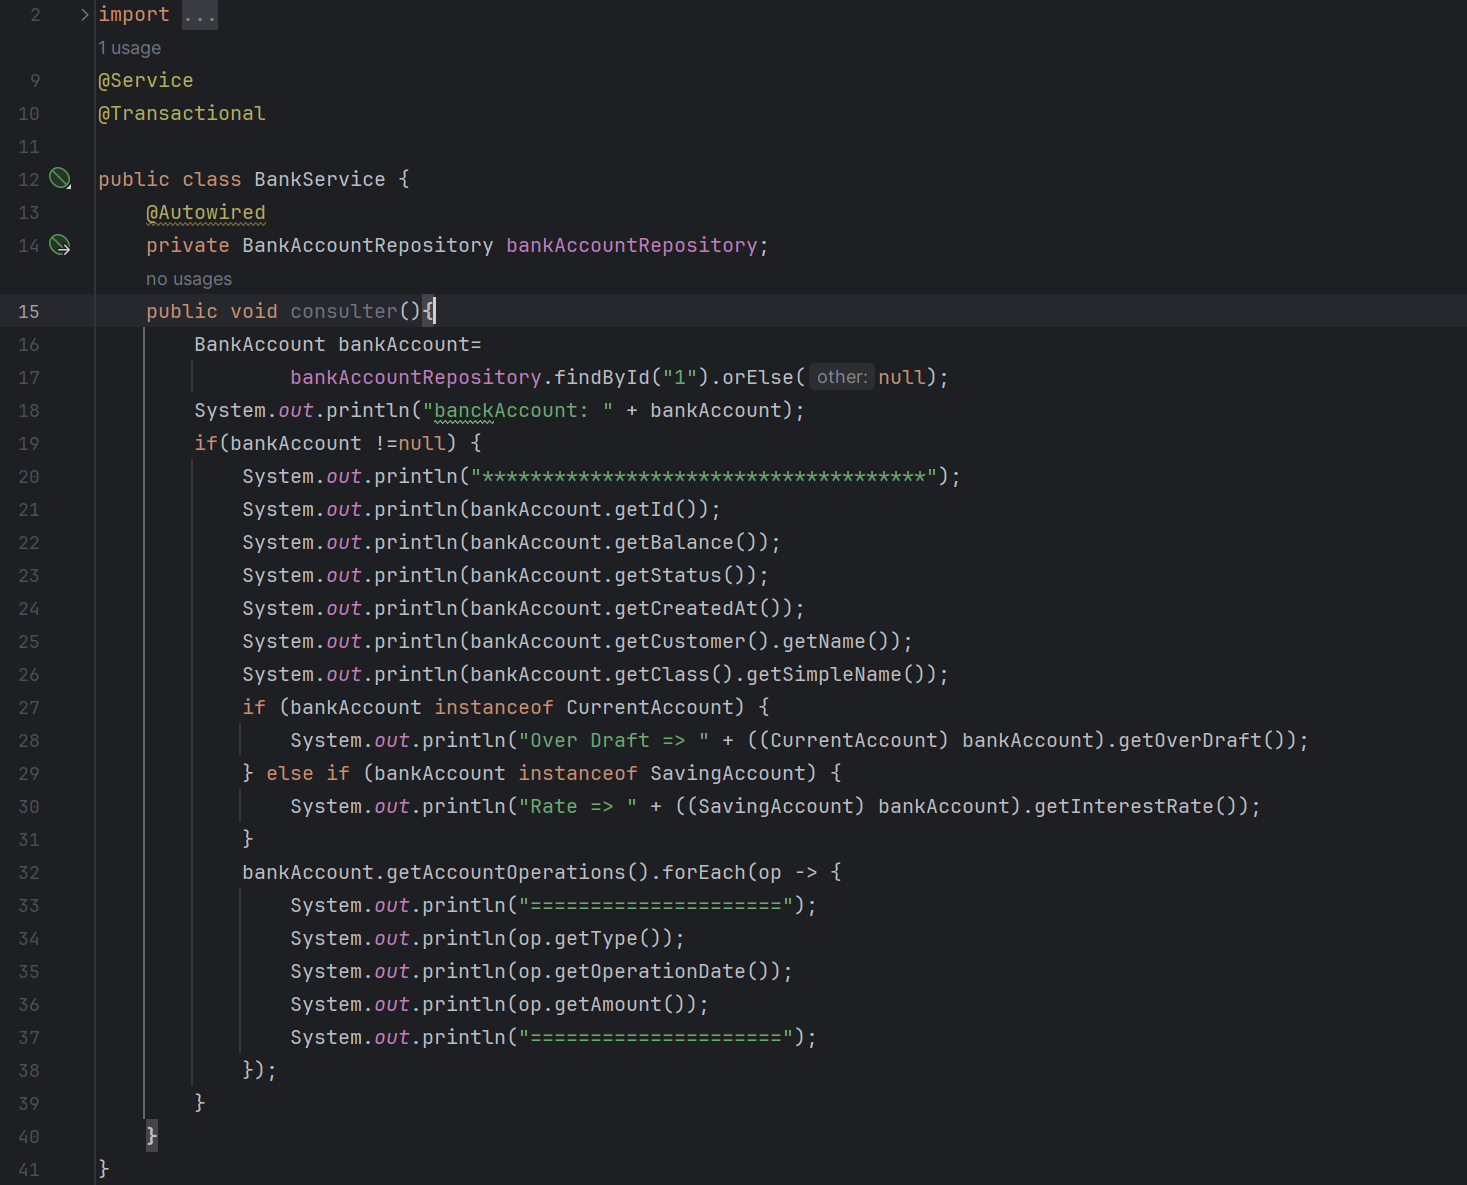 2 import ...
1 usage
9 @Service
10 @Transactional
11
12 public class BankService {
13 @Autowired
14 private BankAccountRepository bankAccountRepository;
no usages
15 public void consulter(){
16 BankAccount bankAccount=
17 bankAccountRepository.findById("1").orElse( other: null);
18 System.out.println("banckAccount: " + bankAccount);
19 if(bankAccount !=null) {
20 System.out.println("*************************************");
21 System.out.println(bankAccount.getId());
22 System.out.println(bankAccount.getBalance());
23 System.out.println(bankAccount.getStatus());
24 System.out.println(bankAccount.getCreatedAt());
25 System.out.println(bankAccount.getCustomer().getName());
26 System.out.println(bankAccount.getClass().getSimpleName());
27 if (bankAccount instanceof CurrentAccount) {
28 System.out.println("Over Draft => " + ((CurrentAccount) bankAccount).getOverDraft());
29 } else if (bankAccount instanceof SavingAccount) {
30 System.out.println("Rate => " + ((SavingAccount) bankAccount).getInterestRate());
31 }
32 bankAccount.getAccountOperations().forEach(op -> {
33 System.out.println("=====================");
34 System.out.println(op.getType());
35 System.out.println(op.getOperationDate());
36 System.out.println(op.getAmount());
37 System.out.println("=====================");
38 });
39 }
40 }
41 }